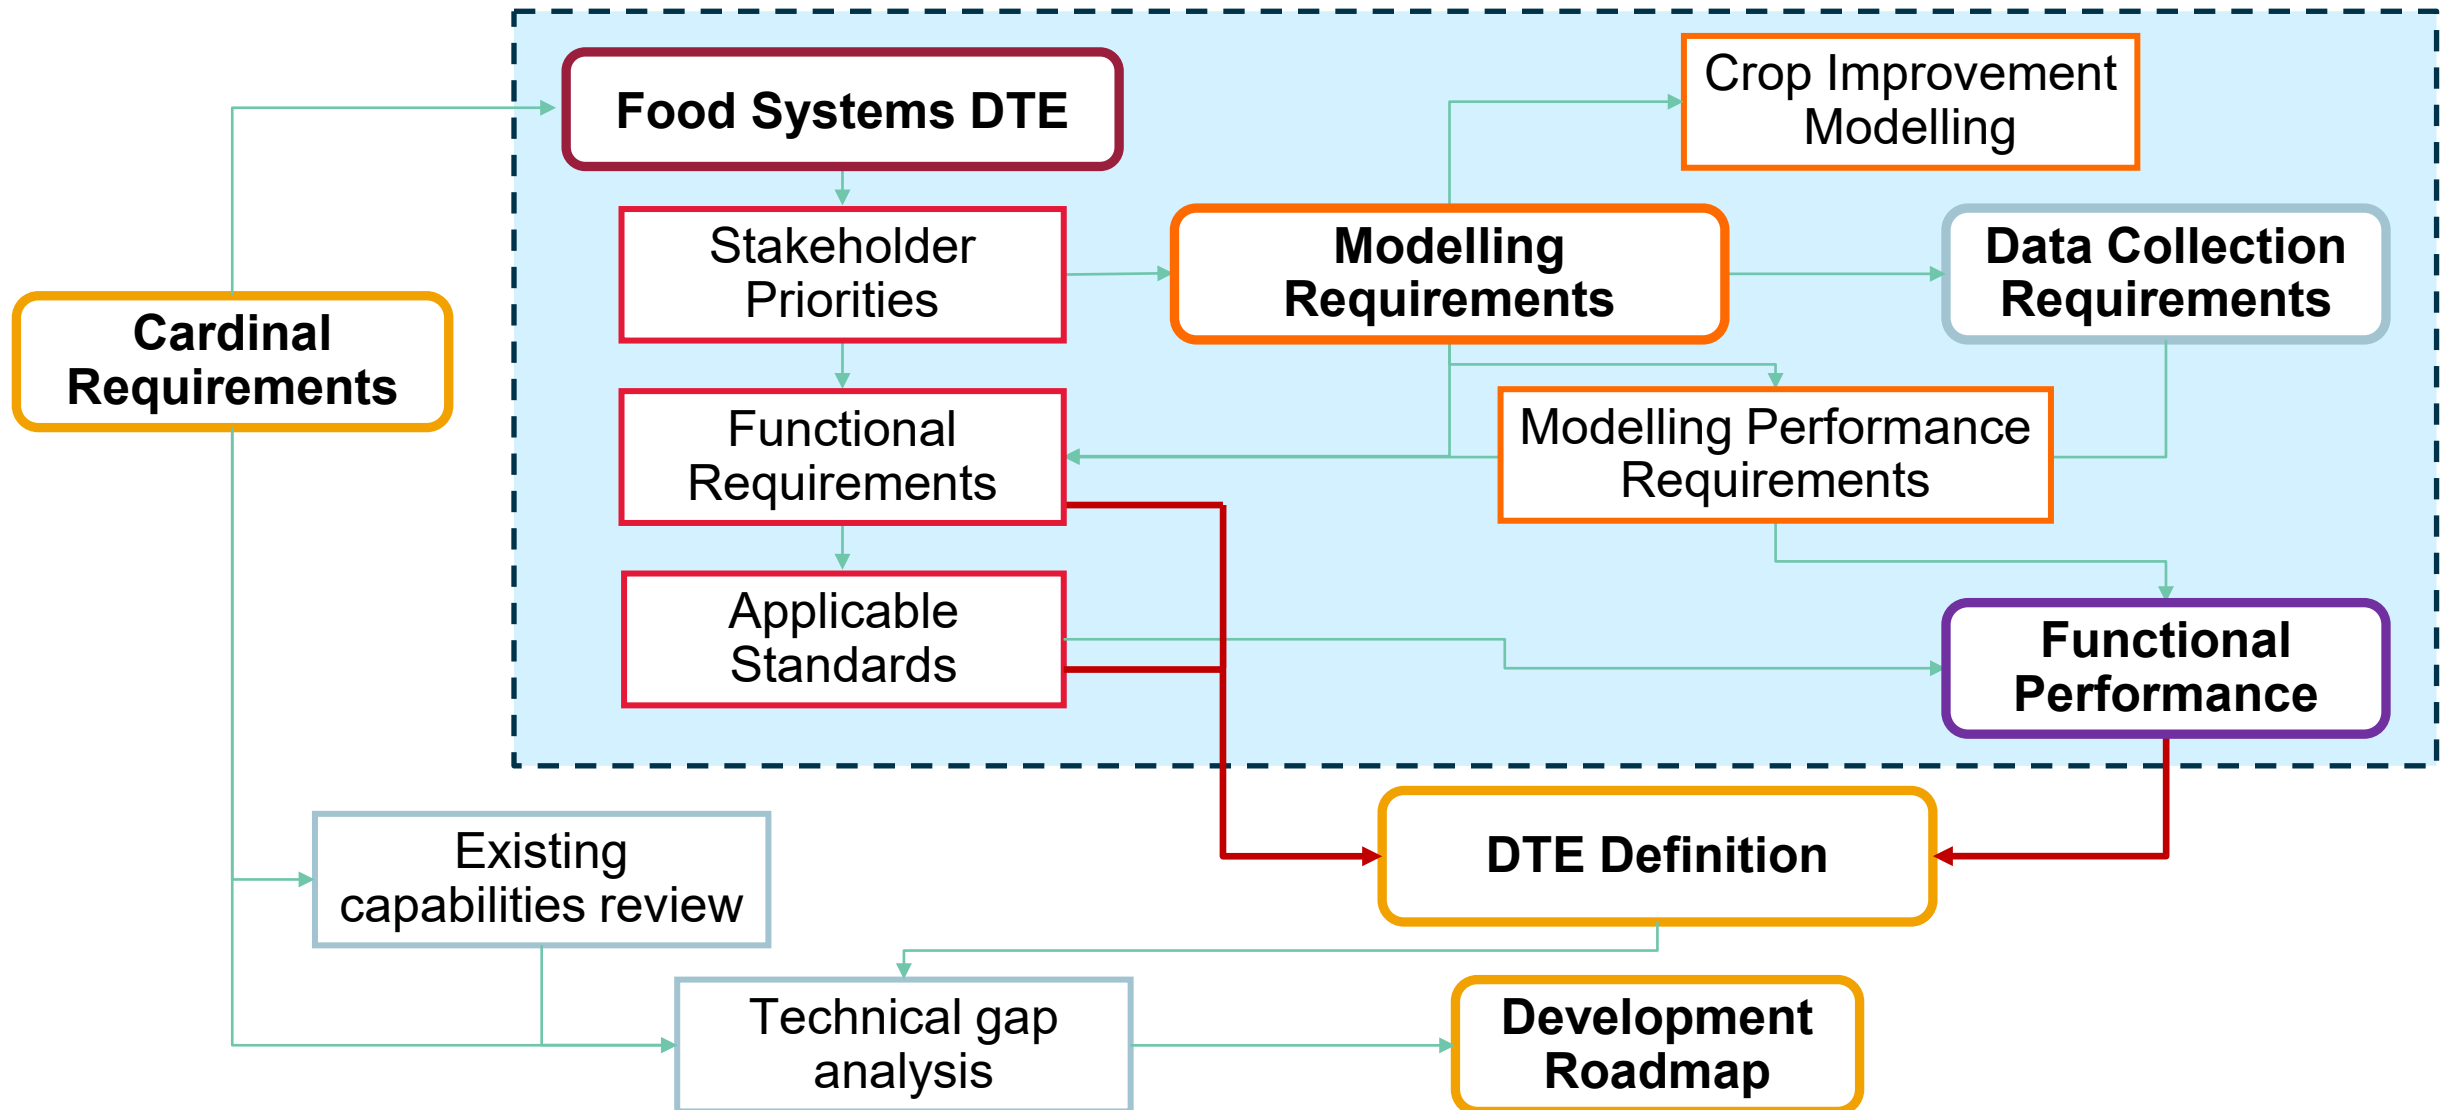 Food Systems DTE
Crop Improvement
Modelling
Stakeholder
Priorities
Modelling
Requirements
Data Collection
Requirements
Cardinal
Requirements
Functional
Requirements
Modelling Performance
Requirements
Applicable
Standards
Functional
Performance
Existing
capabilities review
DTE Definition
Technical gap
analysis
Development
Roadmap